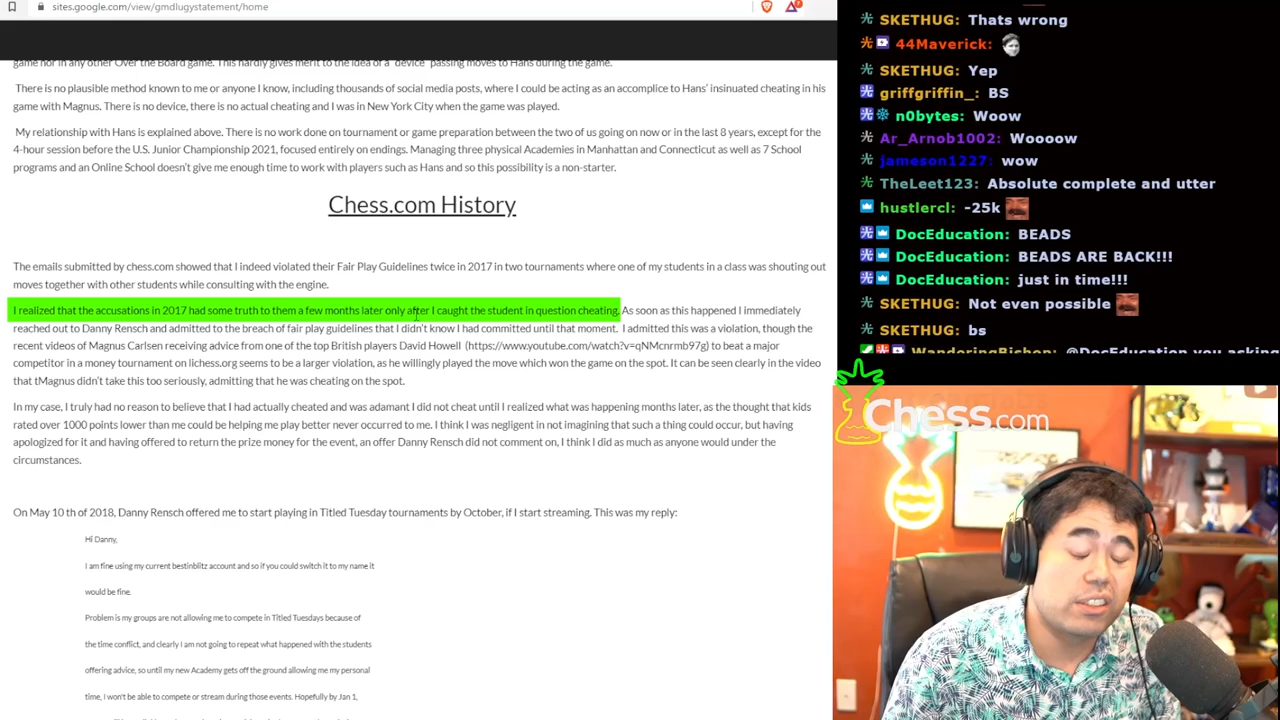 sites.google.com/view/gmdlugystatement/home
game nor in any other Over the Board game. This hardly gives merit to the idea of a "device" passing moves to Hans during the game.
There is no plausible method known to me or anyone I know, including thousands of social media posts, where I could be acting as an accomplice to Hans' insinuated cheating in his
game with Magnus. There is no device, there is no actual cheating and I was in New York City when the game was played.
My relationship with Hans is explained above. There is no work done on tournament or game preparation between the two of us going on now or in the last 8 years, except for the
4-hour session before the U.S. Junior Championship 2021, focused entirely on endings. Managing three physical Academies in Manhattan and Connecticut as well as 7 School
programs and an Online School doesn't give me enough time to work with players such as Hans and so this possibility is a non-starter.
Chess.com History
The emails submitted by chess.com showed that I indeed violated their Fair Play Guidelines twice in 2017 in two tournaments where one of my students in a class was shouting out
moves together with other students while consulting with the engine.
I realized that the accusations in 2017 had some truth to them a few months later only after I caught the student in question cheating. As soon as this happened I immediately
reached out to Danny Rensch and admitted to the breach of fair play guidelines that I didn't know I had committed until that moment. I admitted this was a violation, though the
recent videos of Magnus Carlsen receiving advice from one of the top British players David Howell (https://www.youtube.com/watch?v=qNMcnrmb97g) to beat a major
competitor in a money tournament on lichess.org seems to be a larger violation, as he willingly played the move which won the game on the spot. It can be seen clearly in the video
that tMagnus didn't take this too seriously, admitting that he was cheating on the spot.
In my case, I truly had no reason to believe that I had actually cheated and was adamant I did not cheat until I realized what was happening months later, as the thought that kids
rated over 1000 points lower than me could be helping me play better never occurred to me. I think I was negligent in not imagining that such a thing could occur, but having
apologized for it and having offered to return the prize money for the event, an offer Danny Rensch did not comment on, I think I did as much as anyone would under the
circumstances.
On May 10 th of 2018, Danny Rensch offered me to start playing in Titled Tuesday tournaments by October, if I start streaming. This was my reply:
Hi Danny,
I am fine using my current bestinblitz account and so if you could switch it to my name it
would be fine.
Problem is my groups are not allowing me to compete in Titled Tuesdays because of
the time conflict, and clearly I am not going to repeat what happened with the students
offering advice, so until my new Academy gets off the ground allowing me my personal
time, I won't be able to compete or stream during those events. Hopefully by Jan 1,
SKETHUG: Thats wrong
44Maverick:
SKETHUG: Yep
griffgriffin_: BS
n0bytes: Woow
Ar_Arnob1002: Woooow
jameson1227: wow
TheLeet123: Absolute complete and utter
hustlercl: -25k
DocEducation: BEADS
DocEducation: BEADS ARE BACK!!!
DocEducation: just in time!!!
SKETHUG: Not even possible
SKETHUG: bs
WanderingBishop: @DocEducation you asking
Chess.com